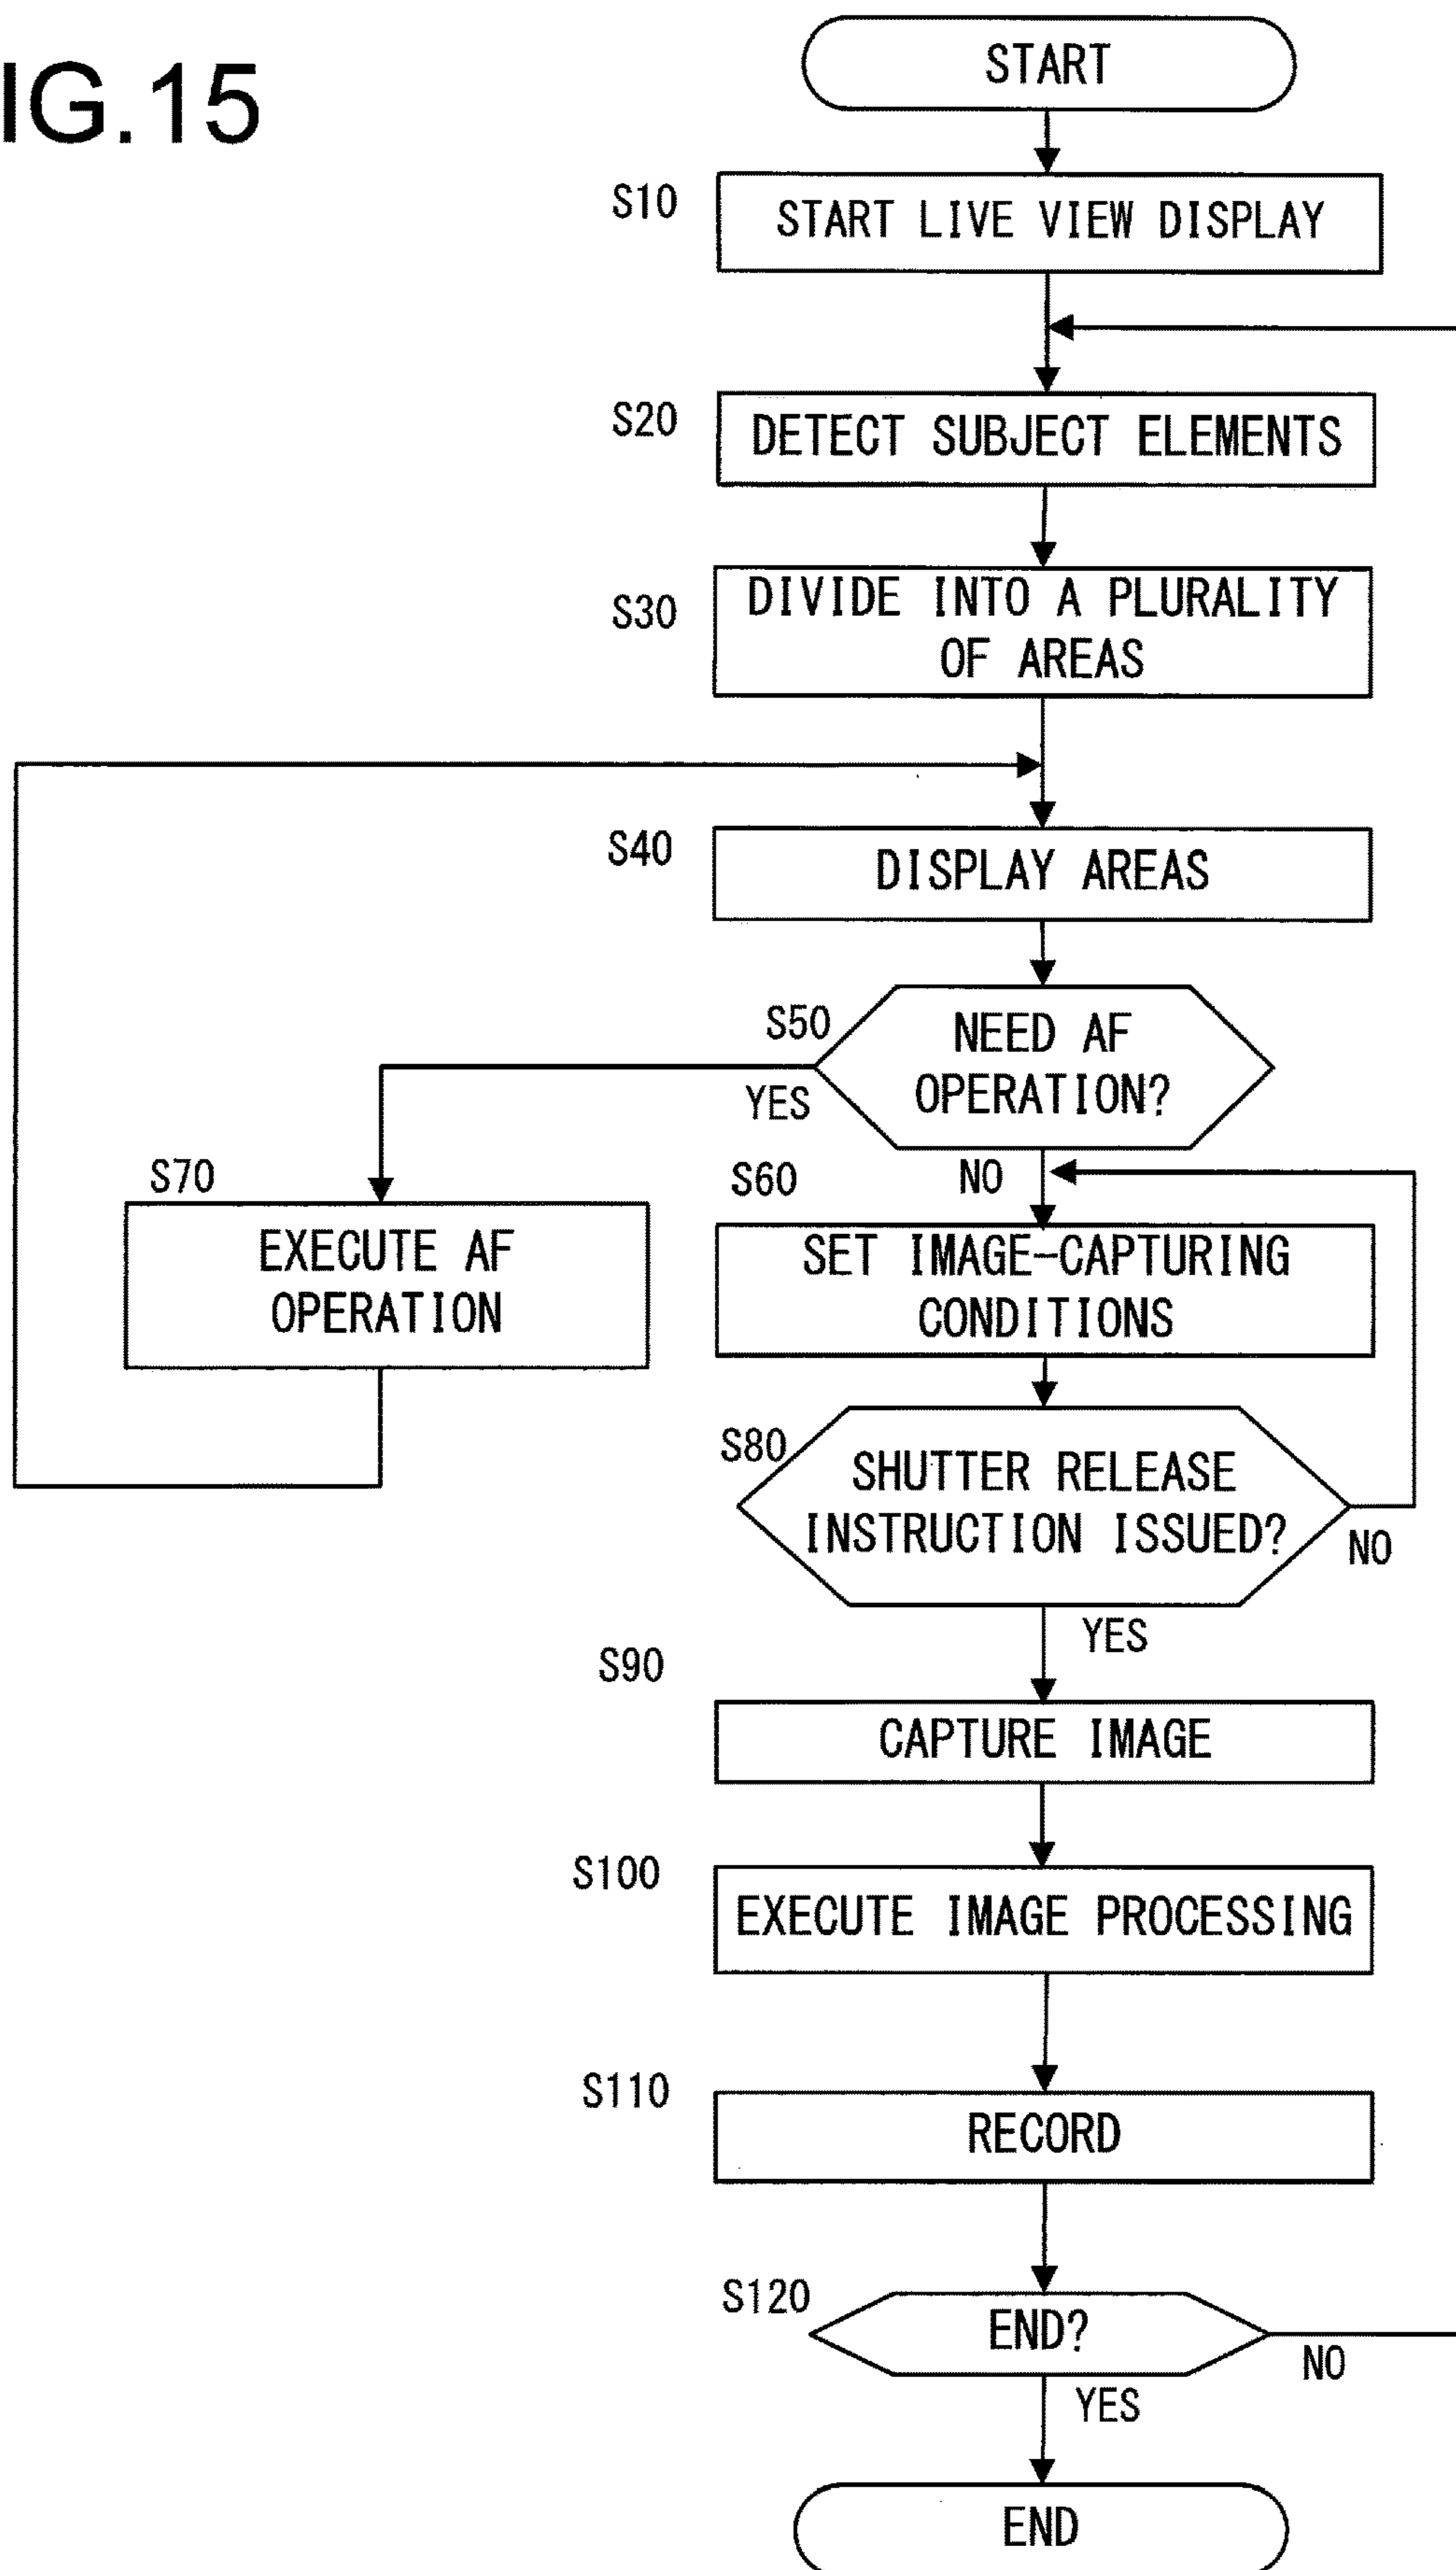 IG.15
START
S10
START LIVE VIEW DISPLAY
S20
DETECT SUBJECT ELEMENTS
S30
DIVIDE INTO A PLURALITY
OF AREAS
S40
DISPLAY AREAS
S50
NEED AF
OPERATION?
YES
NO
S70
EXECUTE AF
OPERATION
S60
SET IMAGE-CAPTURING
CONDITIONS
S80
SHUTTER RELEASE
INSTRUCTION ISSUED?
NO
YES
S90
CAPTURE IMAGE
S100
EXECUTE IMAGE PROCESSING
S110
RECORD
S120
END?
NO
YES
END